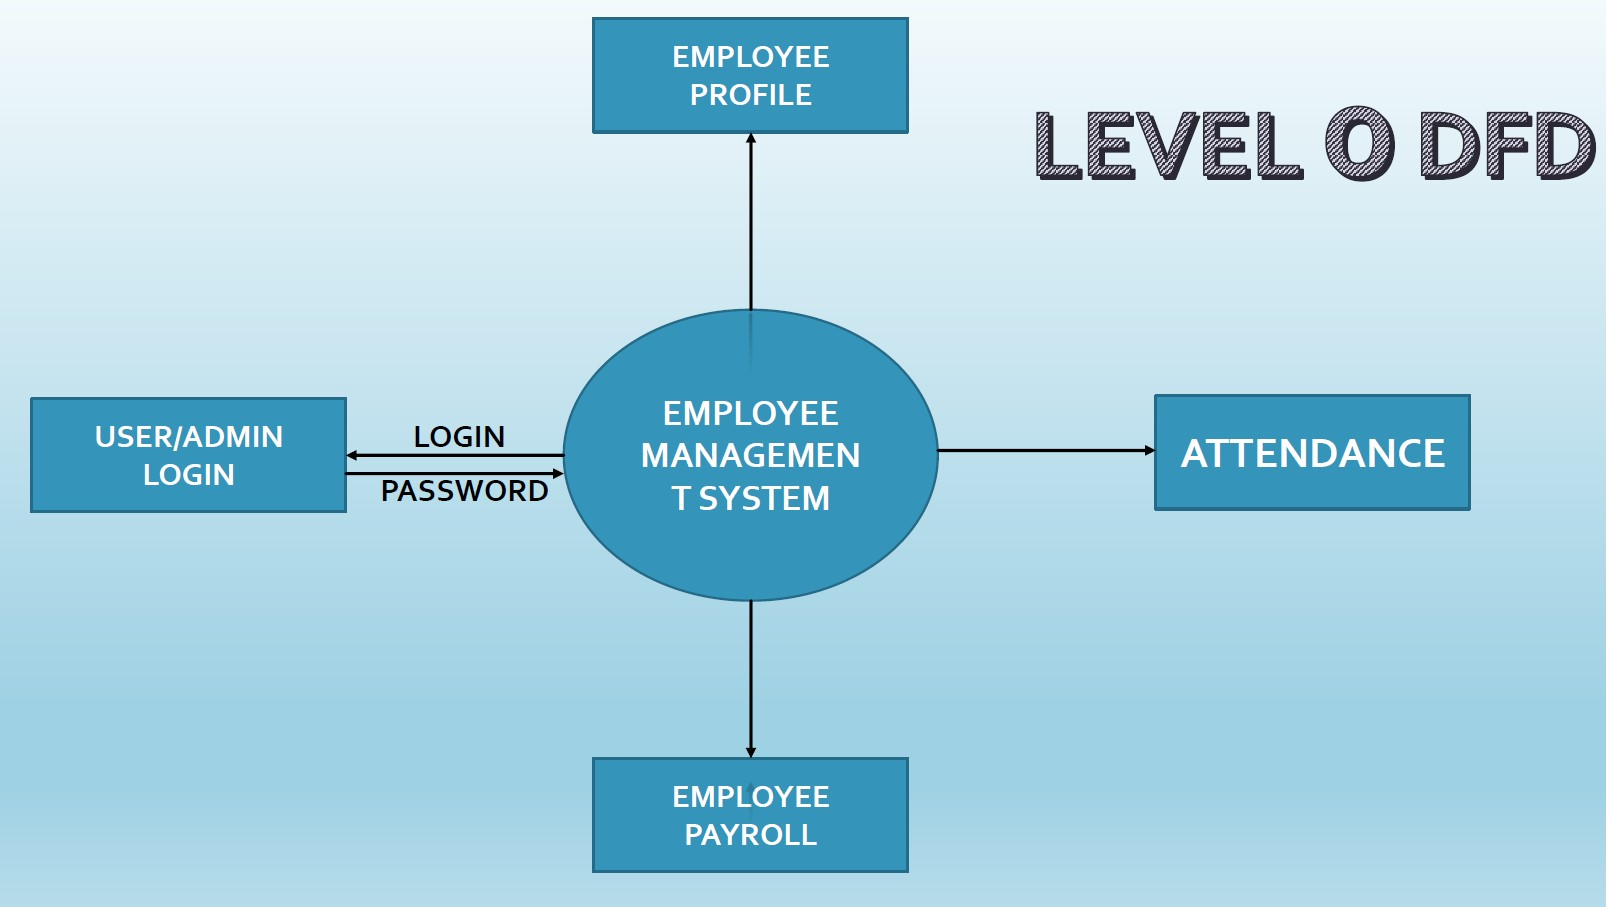 EMPLOYEE
PROFILE
LEVEL 0 DFD
USER/ADMIN
LOGIN
LOGIN
PASSWORD
EMPLOYEE
MANAGEMEN
T SYSTEM
ATTENDANCE
EMPLOYEE
PAYROLL